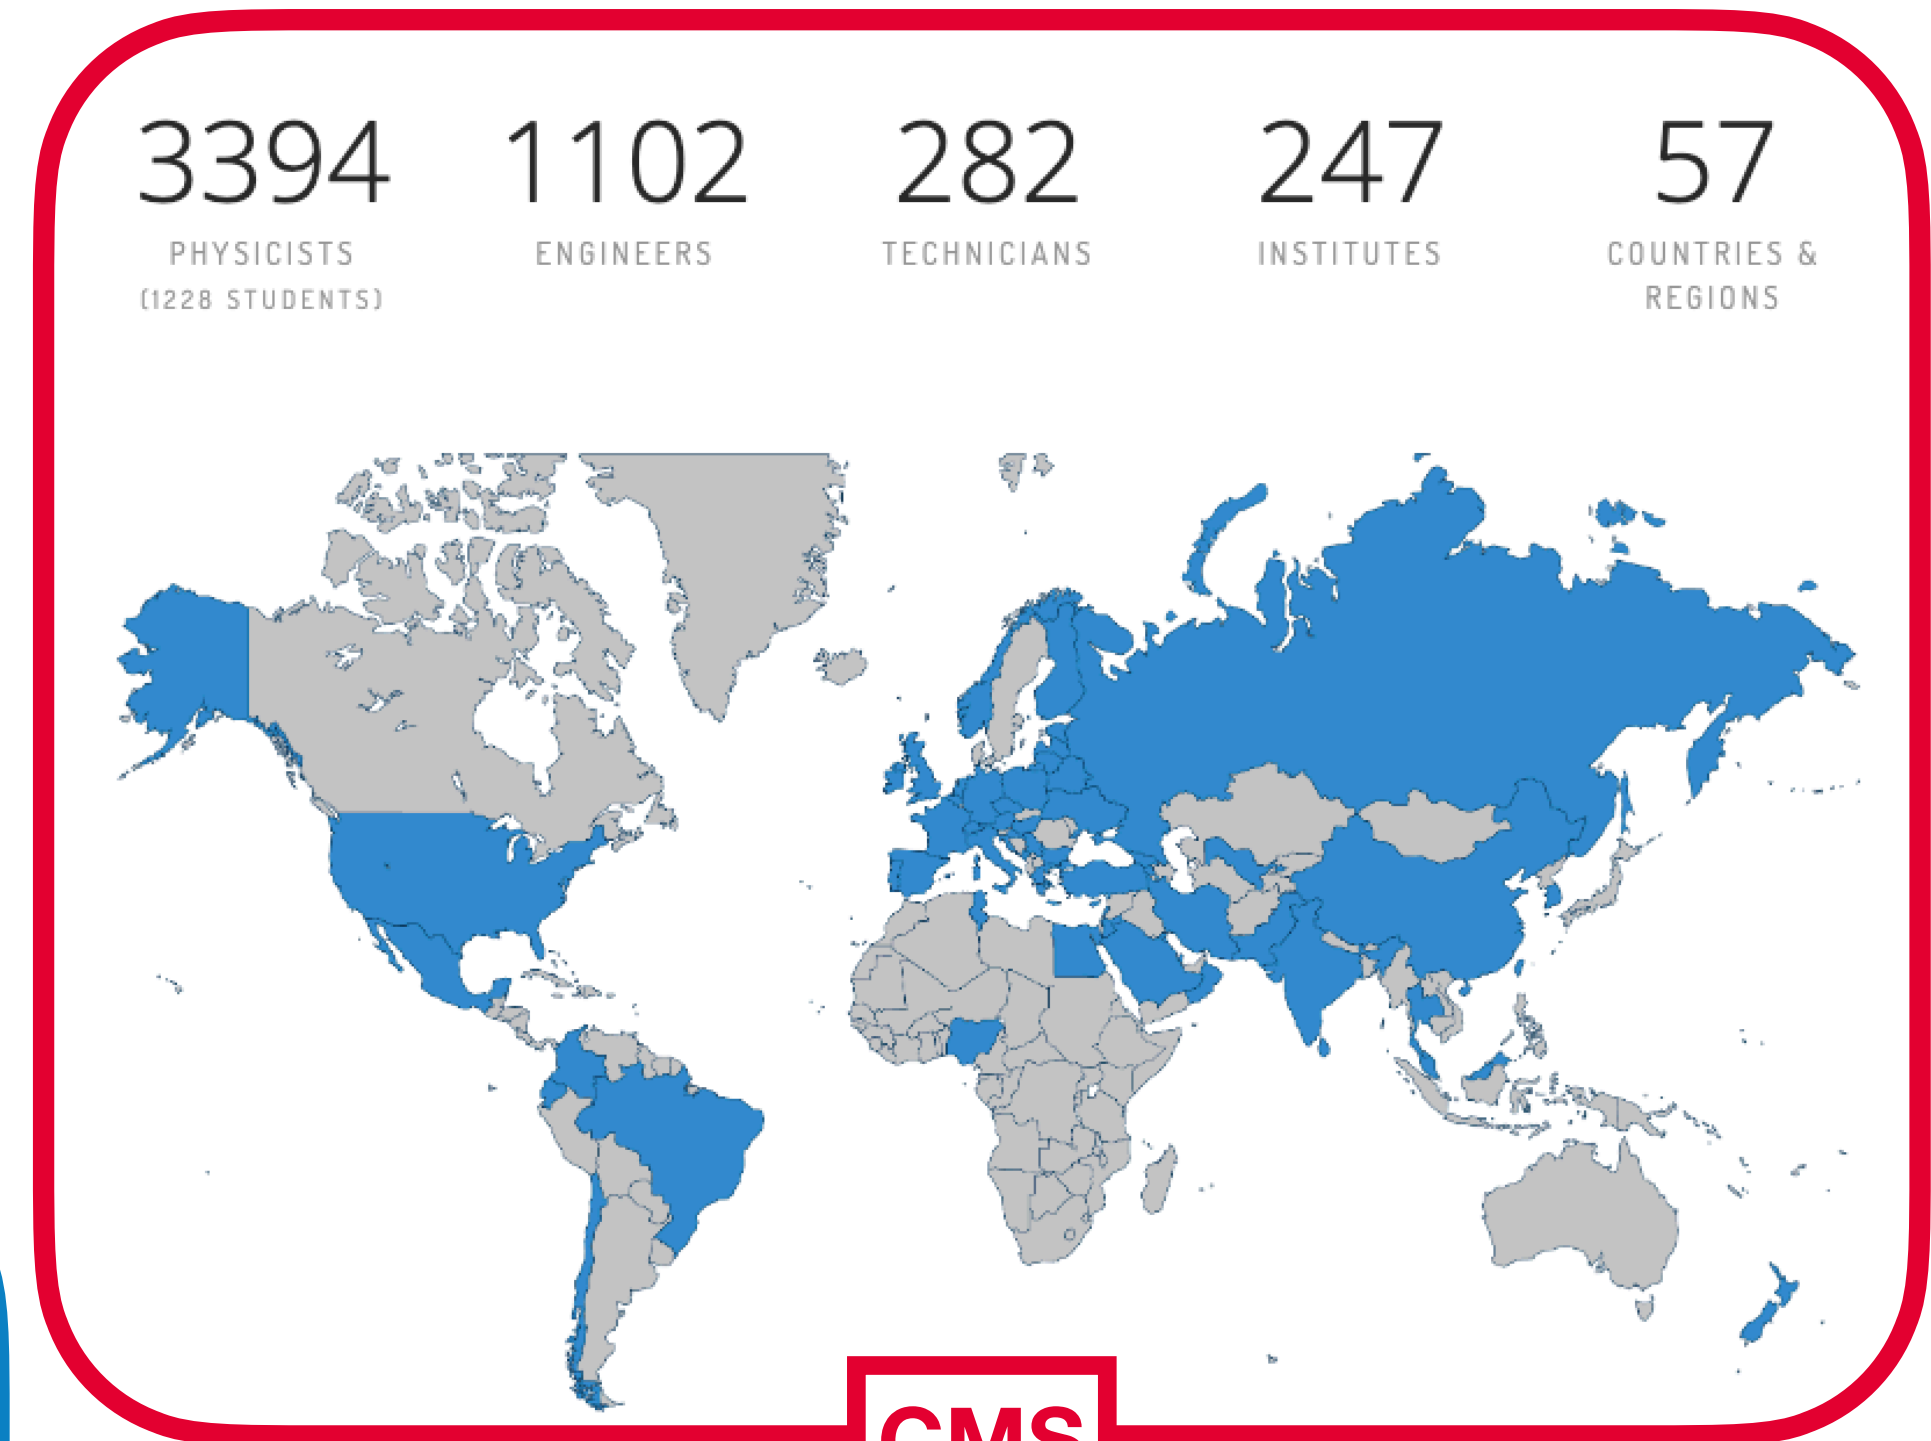 3394 1102 282 247 57
PHYSICISTS ENGINEERS TECHNICIANS INSTITUTES COUNTRIES &
(1228 STUDENTS) REGIONS
CMS